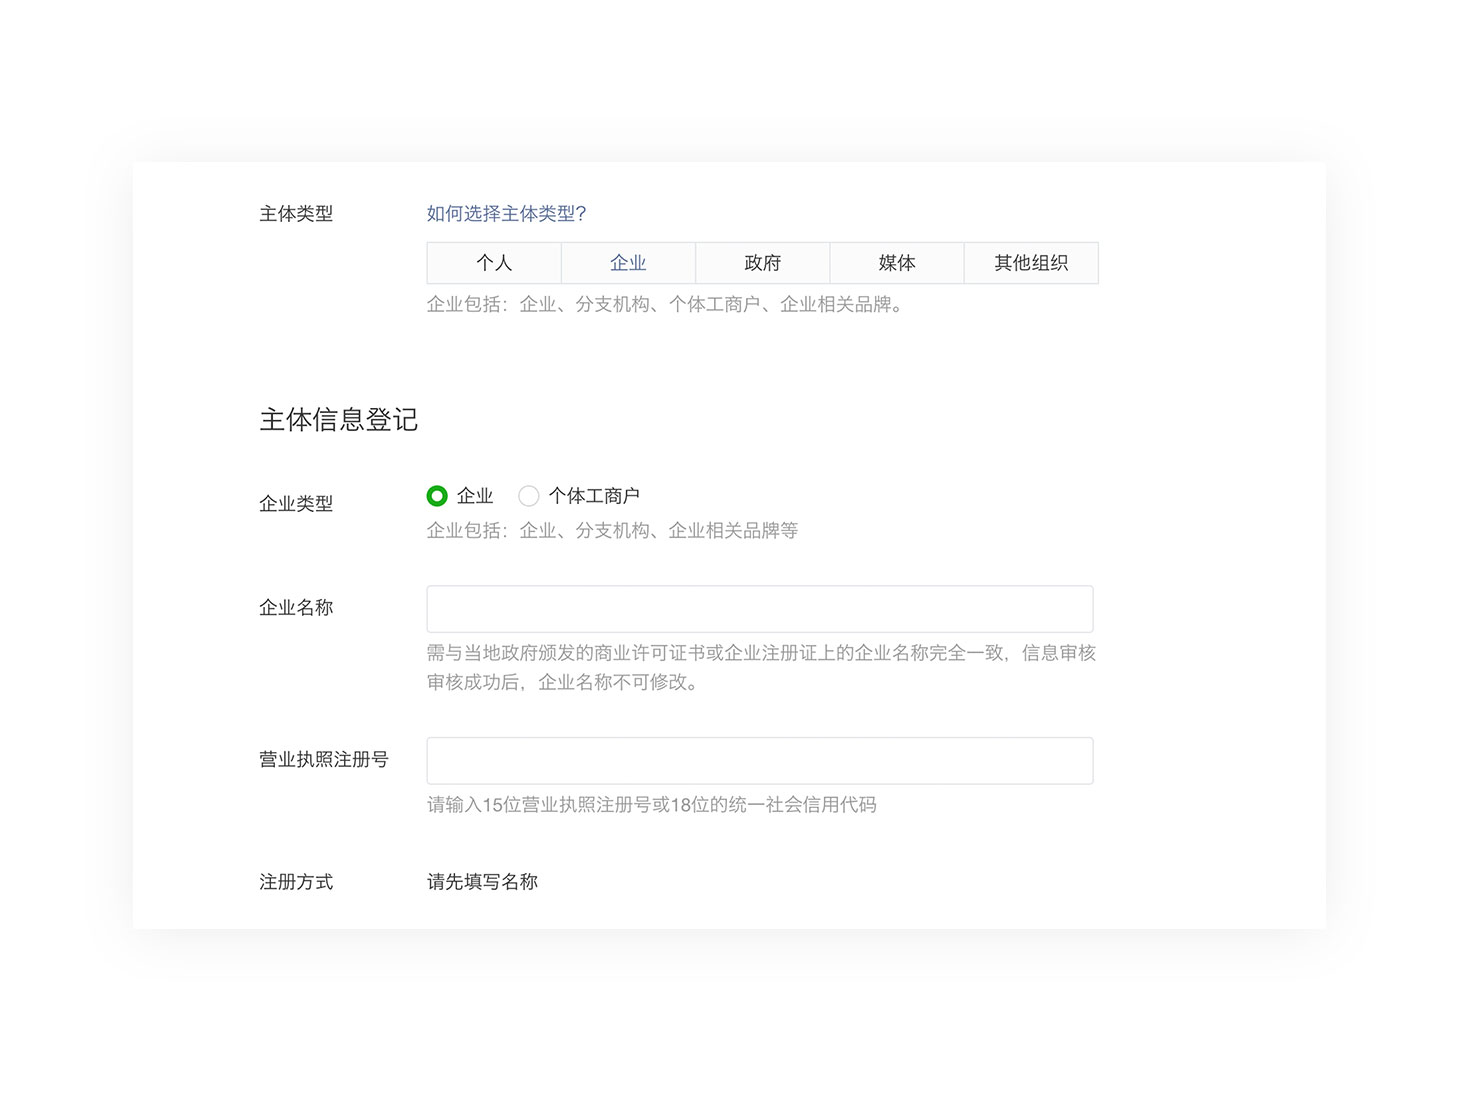 主体类型
如何选择主体类型?
个人 企业 政府 媒体 其他组织
企业包括：企业、分支机构、个体工商户、企业相关品牌。
主体信息登记
企业类型
企业 个体工商户
企业包括：企业、分支机构、企业相关品牌等
企业名称
需与当地政府颁发的商业许可证书或企业注册证上的企业名称完全一致，信息审核
审核成功后，企业名称不可修改。
营业执照注册号
请输入15位营业执照注册号或18位的统一社会信用代码
注册方式
请先填写名称